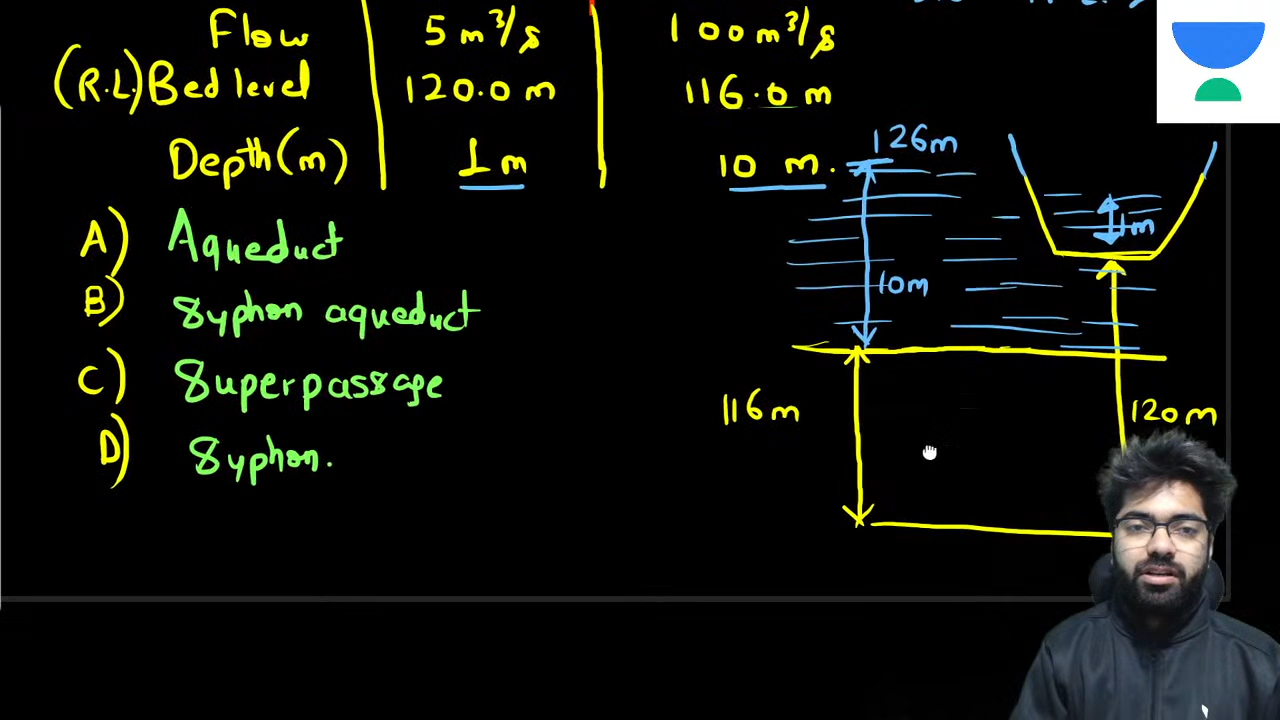 Flow 5 m³/s 100 m³/s
(R.L.) Bed level 120.0 m 116.0 m
Depth (m) 1 m 10 m.
126m
1m
10m
116m
120m
A) Aqueduct
B) Syphon aqueduct
C) Superpassage
D) Syphon.